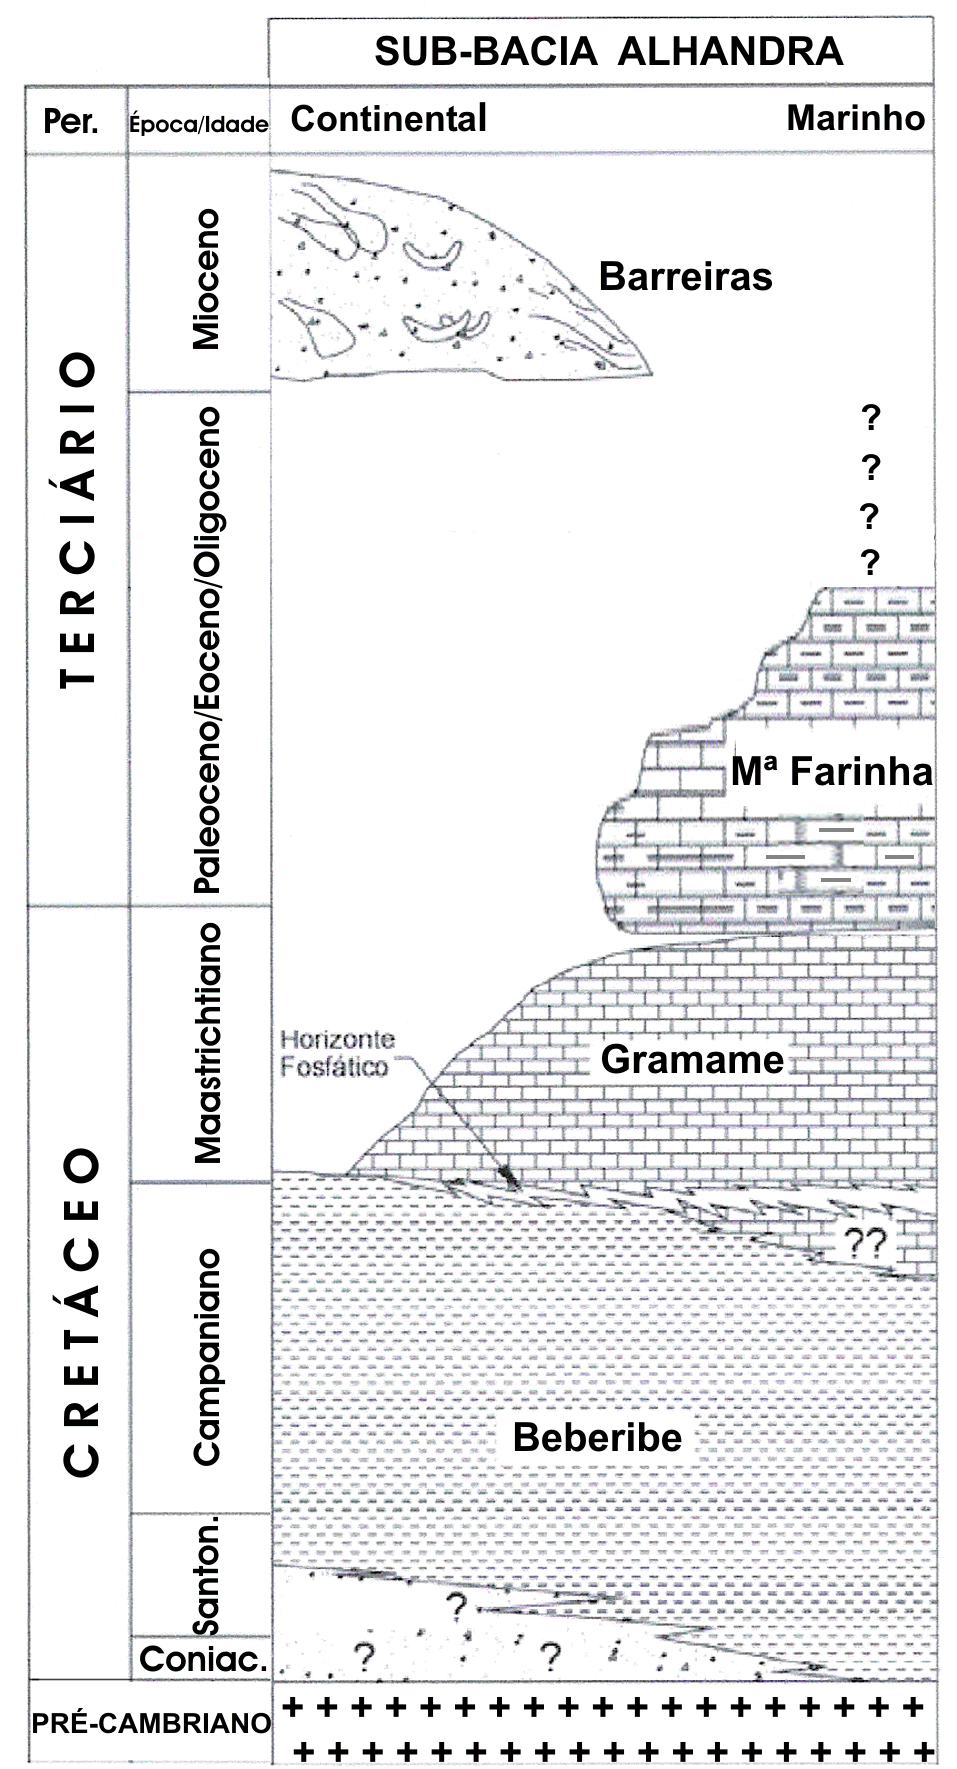 SUB-BACIA ALHANDRA
Per.
Época/Idade
Continental
Marinho
TERCIÁRIO
Mioceno
Barreiras
Paleoceno/Eoceno/Oligoceno
?
?
?
?
Mª Farinha
CRETÁCEO
Maastrichtiano
Horizonte
Fosfático
Gramame
??
Campaniano
Beberibe
Santon.
?
Coniac.
? ?
PRÉ-CAMBRIANO